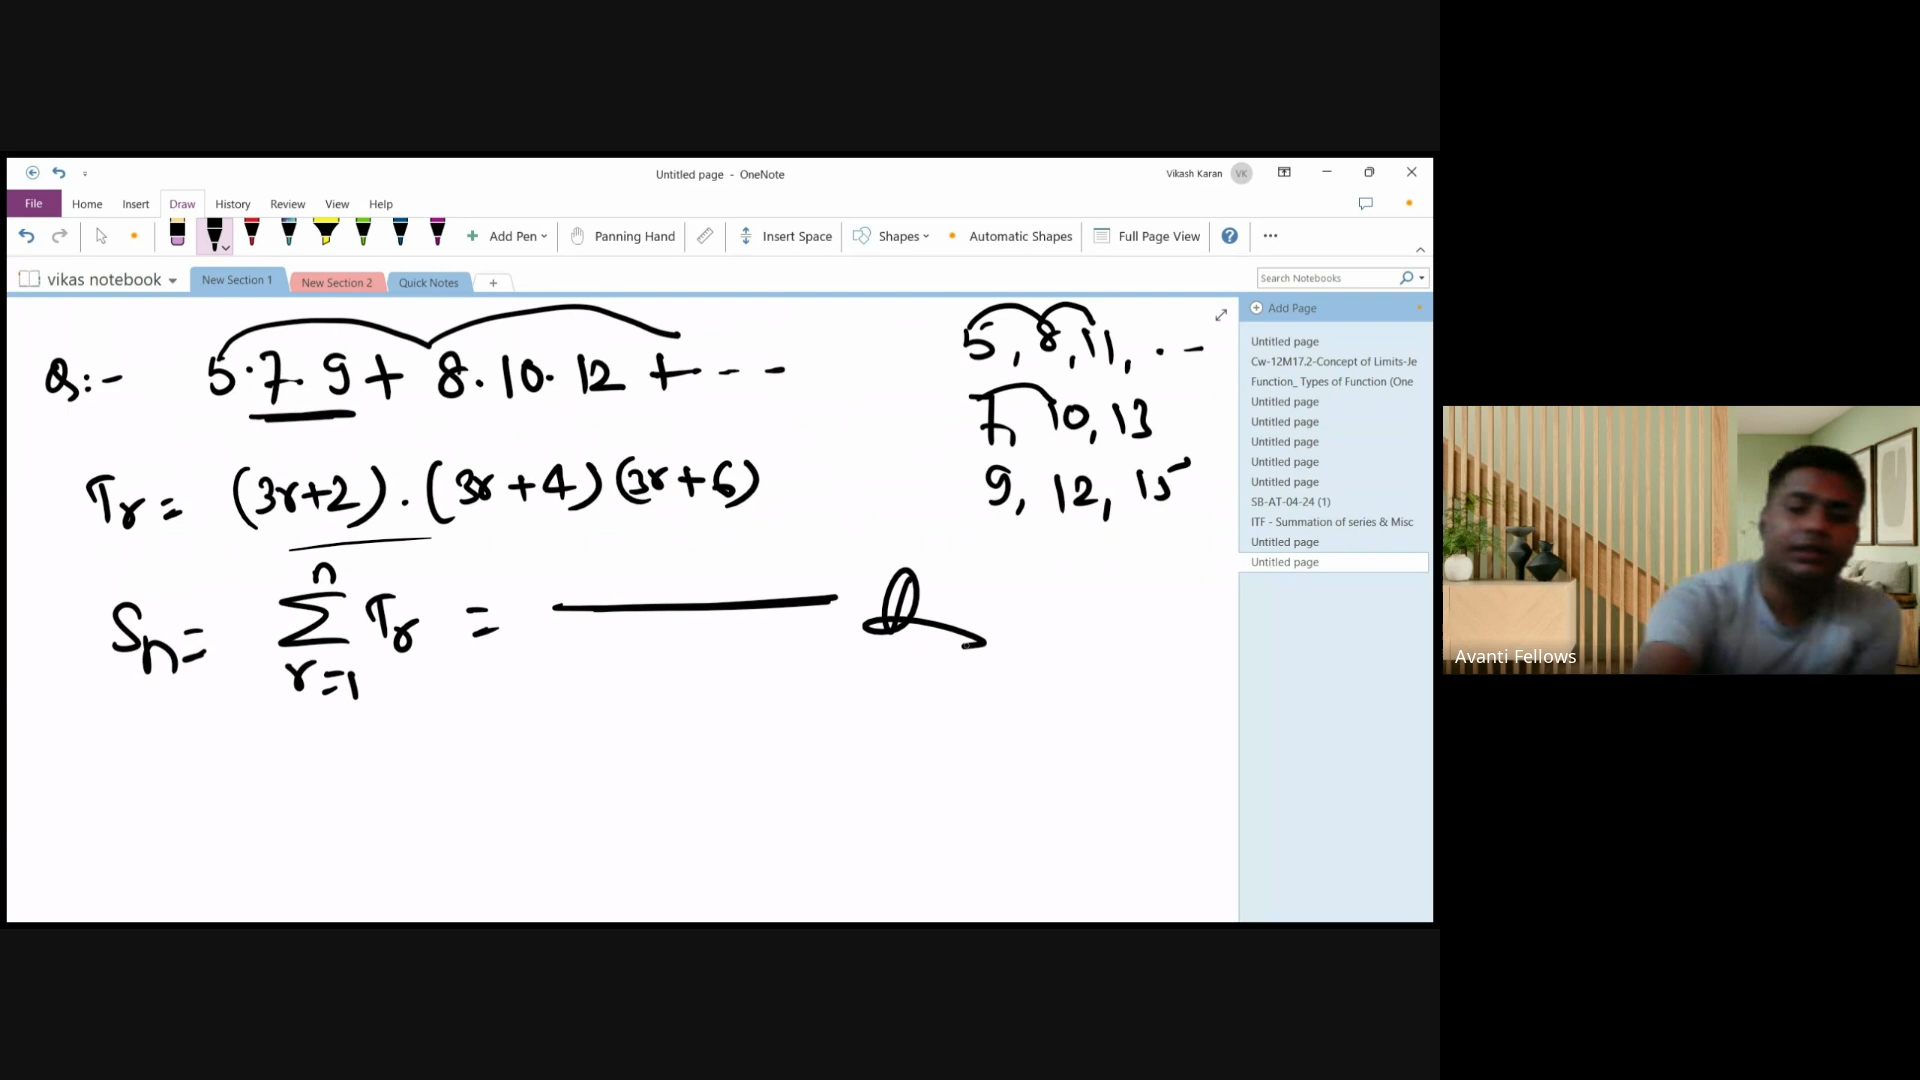 Untitled page - OneNote
Vikash Karan VK
File Home Insert Draw History Review View Help
Add Pen Panning Hand Insert Space Shapes Automatic Shapes Full Page View
vikas notebook New Section 1 New Section 2 Quick Notes + Search Notebooks
Q:- 5·7·9 + 8·10·12 + - - -
5, 8, 11, · - -
7, 10, 13
9, 12, 15
Tr = (3r+2)·(3r+4)(3r+6)
Sn = n∑r=1 Tr =
Add Page
Untitled page
Cw-12M17.2-Concept of Limits-Je
Function_ Types of Function (One
Untitled page
Untitled page
Untitled page
Untitled page
Untitled page
SB-AT-04-24 (1)
ITF - Summation of series & Misc
Untitled page
Untitled page
Avanti Fellows